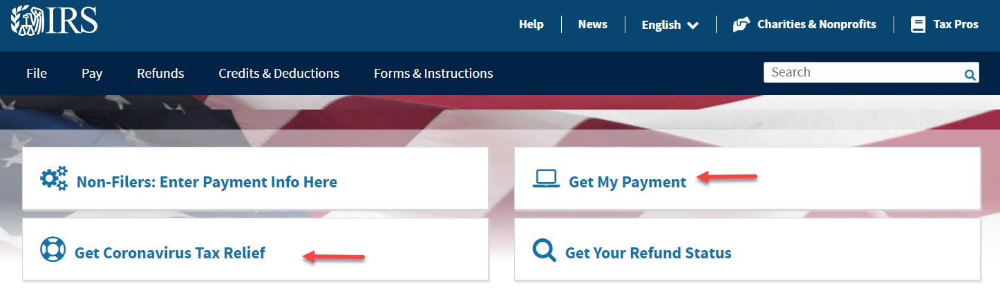 IRS
Help
News
English
Charities & Nonprofits
Tax Pros
File
Pay
Refunds
Credits & Deductions
Forms & Instructions
Search
Non-Filers: Enter Payment Info Here
Get My Payment
Get Coronavirus Tax Relief
Get Your Refund Status